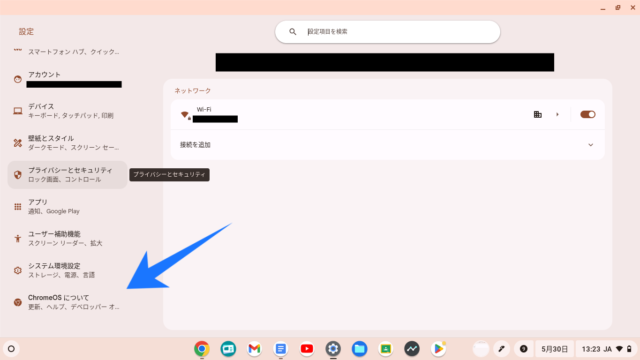 設定
設定項目を検索
スマートフォン ハブ、クイック...
アカウント
デバイス
キーボード, タッチパッド, 印刷
壁紙とスタイル
ダークモード、スクリーン セー...
プライバシーとセキュリティ
ロック画面、コントロール
プライバシーとセキュリティ
アプリ
通知、Google Play
ユーザー補助機能
スクリーン リーダー、拡大
システム環境設定
ストレージ、電源、言語
ChromeOS について
更新、ヘルプ、デベロッパー オ...
ネットワーク
Wi-Fi
接続を追加
5月30日
13:23 JA